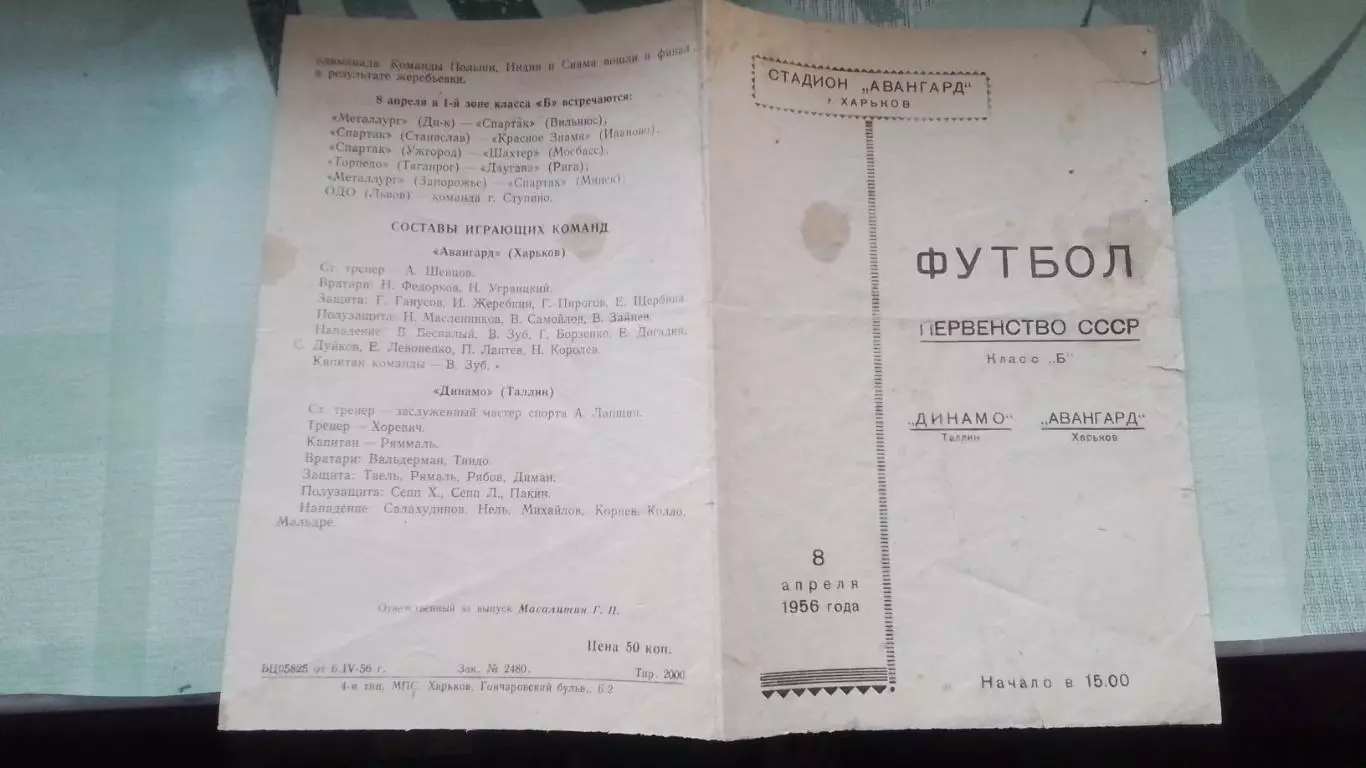 олимпиада Команды Польши, Индии и Сиама вошли в финал
в результате жеребьевки.
8 апреля в 1-й зоне класса «Б» встречаются:
«Металлург» (Дн-к) — «Спартак» (Вильнюс),
«Спартак» (Станислав) — «Красное Знамя» (Иваново),
«Спартак» (Ужгород) — «Шахтер» (Мосбасс),
«Торпедо» (Таганрог) — «Даугава» (Рига),
«Металлург» (Запорожье) — «Спартак» (Минск),
ОДО (Львов) — команда г. Ступино.
СОСТАВЫ ИГРАЮЩИХ КОМАНД
«Авангард» (Харьков)
Ст. тренер — А. Шевцов.
Вратари: Н. Федорков, Н. Уграицкий.
Защита: Г. Ганусов, И. Жеребкин, Г. Пирогов, Е. Щербина
Полузащита: Н. Масленников, В. Самойлов, В. Зайцев.
Нападение: В. Беспалый, В. Зуб, Г. Борзенко, Е. Догадин,
С. Дуйков, Е. Левоненко, П. Лаптев, Н. Королев.
Капитан команды — В. Зуб.
«Динамо» (Таллин)
Ст. тренер — заслуженный мастер спорта А. Лапшин.
Тренер — Хоревич.
Капитан — Ряммаль.
Вратари: Вальдерман, Тиидо.
Защита: Таель, Рямаль, Рябов, Диман.
Полузащита: Сепп Х., Сепп Л., Пакин.
Нападение Салахудинов, Нель, Михайлов, Корнев, Колло,
Мальдре.
Ответственный за выпуск Масалитин Г. П.
Цена 50 коп.
БЦ05825 от 6.IV-56 г. Зак. № 2480. Тир. 2000
4-я тип. МПС, Харьков, Гончаровский бульв., 6/2
СТАДИОН „АВАНГАРД"
г ХАРЬКОВ
ФУТБОЛ
ПЕРВЕНСТВО СССР
Класс „Б"
„ДИНАМО" „АВАНГАРД"
Таллин Харьков
8
апреля
1956 года
Начало в 15.00